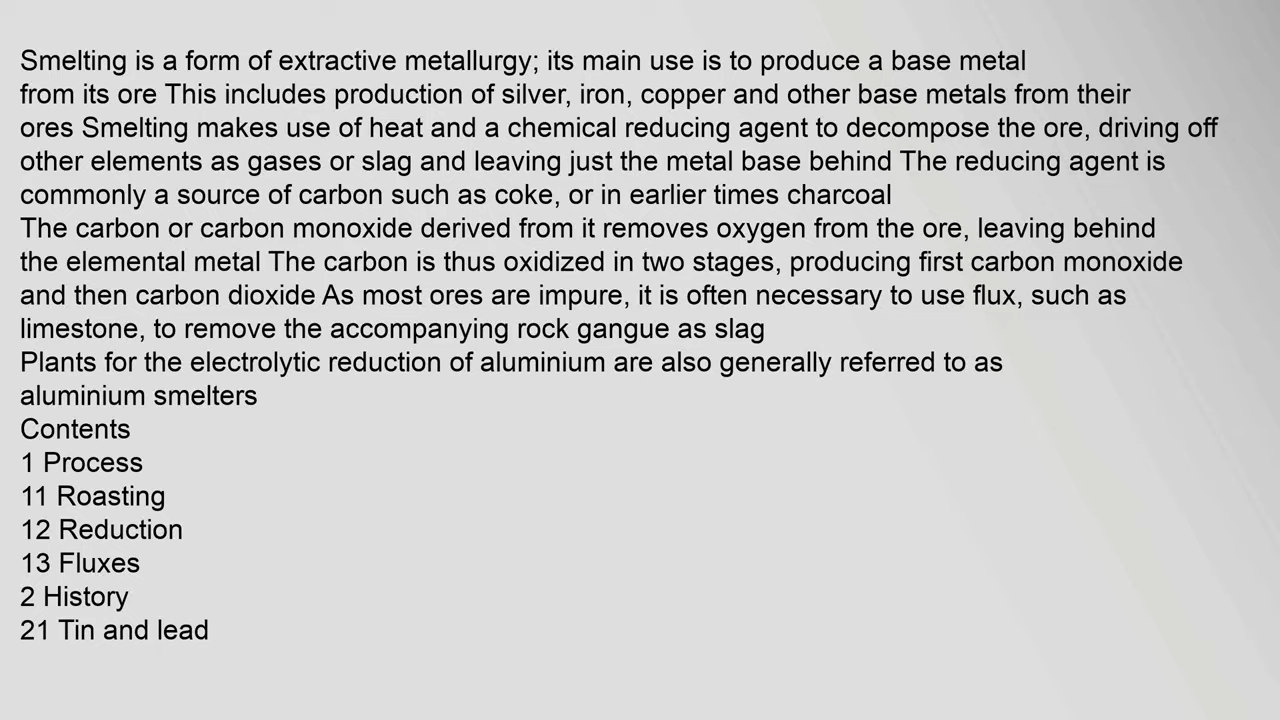 Smelting is a form of extractive metallurgy; its main use is to produce a base metal
from its ore This includes production of silver, iron, copper and other base metals from their
ores Smelting makes use of heat and a chemical reducing agent to decompose the ore, driving off
other elements as gases or slag and leaving just the metal base behind The reducing agent is
commonly a source of carbon such as coke, or in earlier times charcoal
The carbon or carbon monoxide derived from it removes oxygen from the ore, leaving behind
the elemental metal The carbon is thus oxidized in two stages, producing first carbon monoxide
and then carbon dioxide As most ores are impure, it is often necessary to use flux, such as
limestone, to remove the accompanying rock gangue as slag
Plants for the electrolytic reduction of aluminium are also generally referred to as
aluminium smelters
Contents
1 Process
11 Roasting
12 Reduction
13 Fluxes
2 History
21 Tin and lead